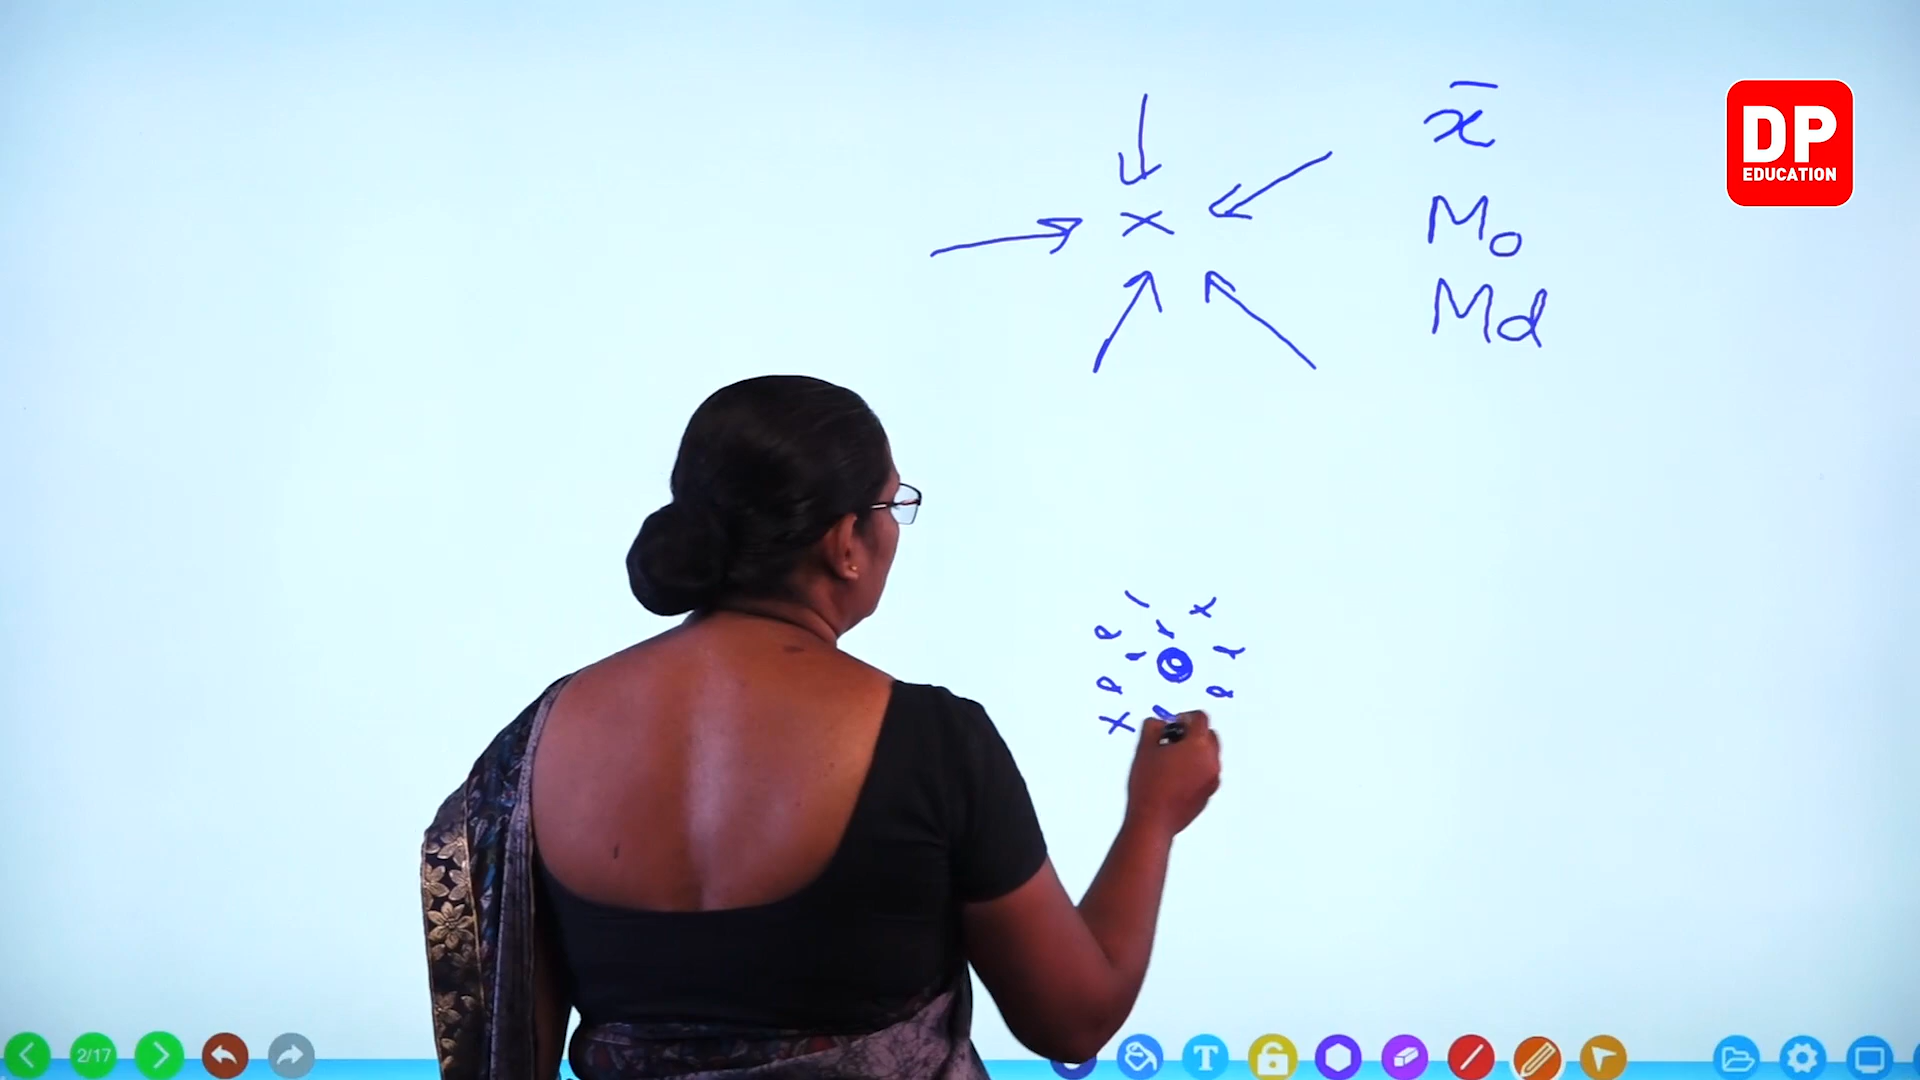 x̄
Mo
Md
x
DP
EDUCATION
2/17
T